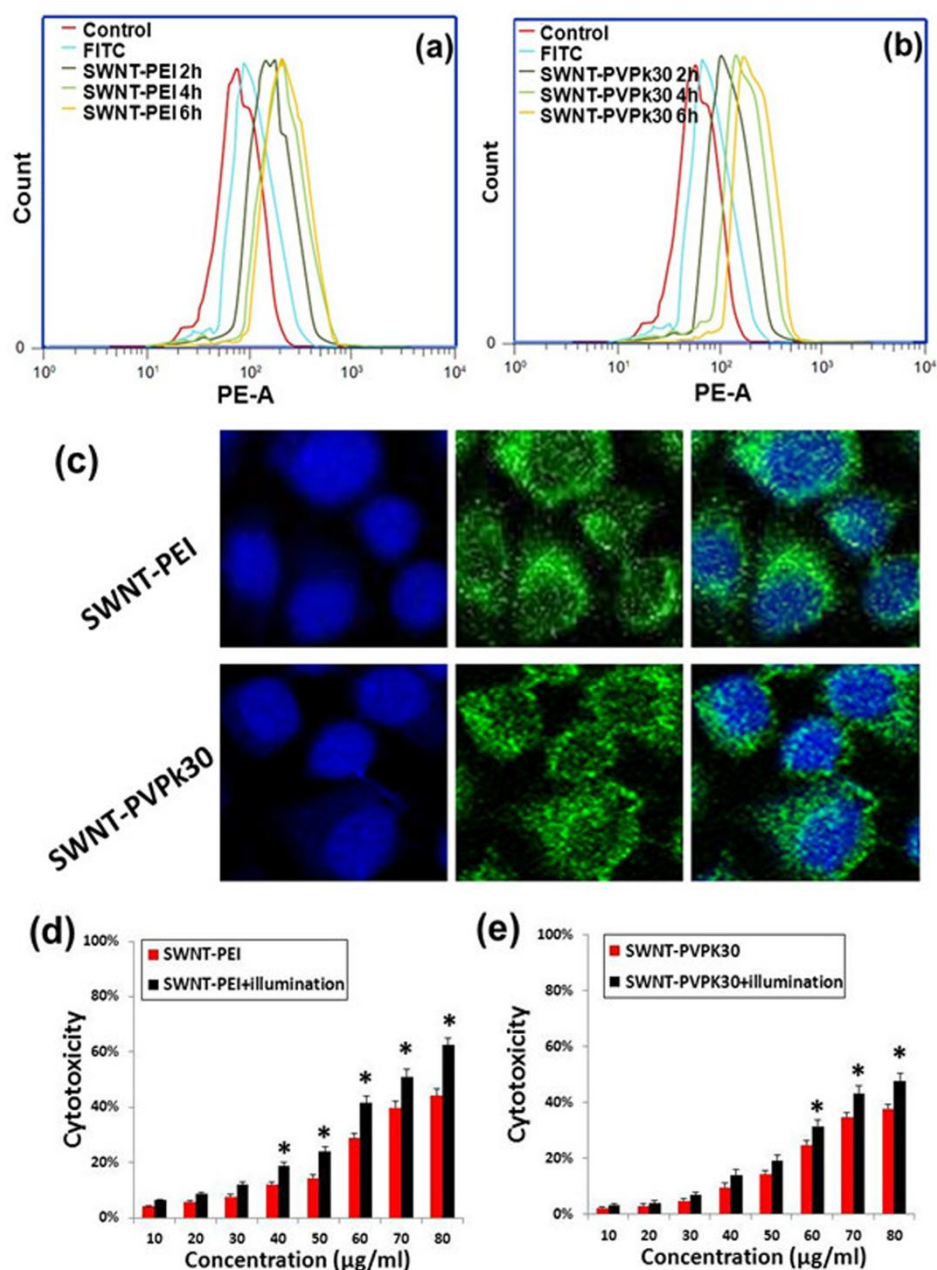 (a)
Control
FITC
SWNT-PEI 2h
SWNT-PEI 4h
SWNT-PEI 6h
Count
0
10⁰ 10¹ 10² 10³ 10⁴
PE-A
(b)
Control
FITC
SWNT-PVPk30 2h
SWNT-PVPk30 4h
SWNT-PVPk30 6h
Count
0
10⁰ 10¹ 10² 10³ 10⁴
PE-A
(c)
SWNT-PEI
SWNT-PVPk30
(d)
SWNT-PEI
SWNT-PEI+illumination
Cytotoxicity
100%
80%
60%
40%
20%
0%
* * * * *
10 20 30 40 50 60 70 80
Concentration (µg/ml)
(e)
SWNT-PVPK30
SWNT-PVPK30+illumination
Cytotoxicity
100%
80%
60%
40%
20%
0%
* * *
10 20 30 40 50 60 70 80
Concentration (µg/ml)